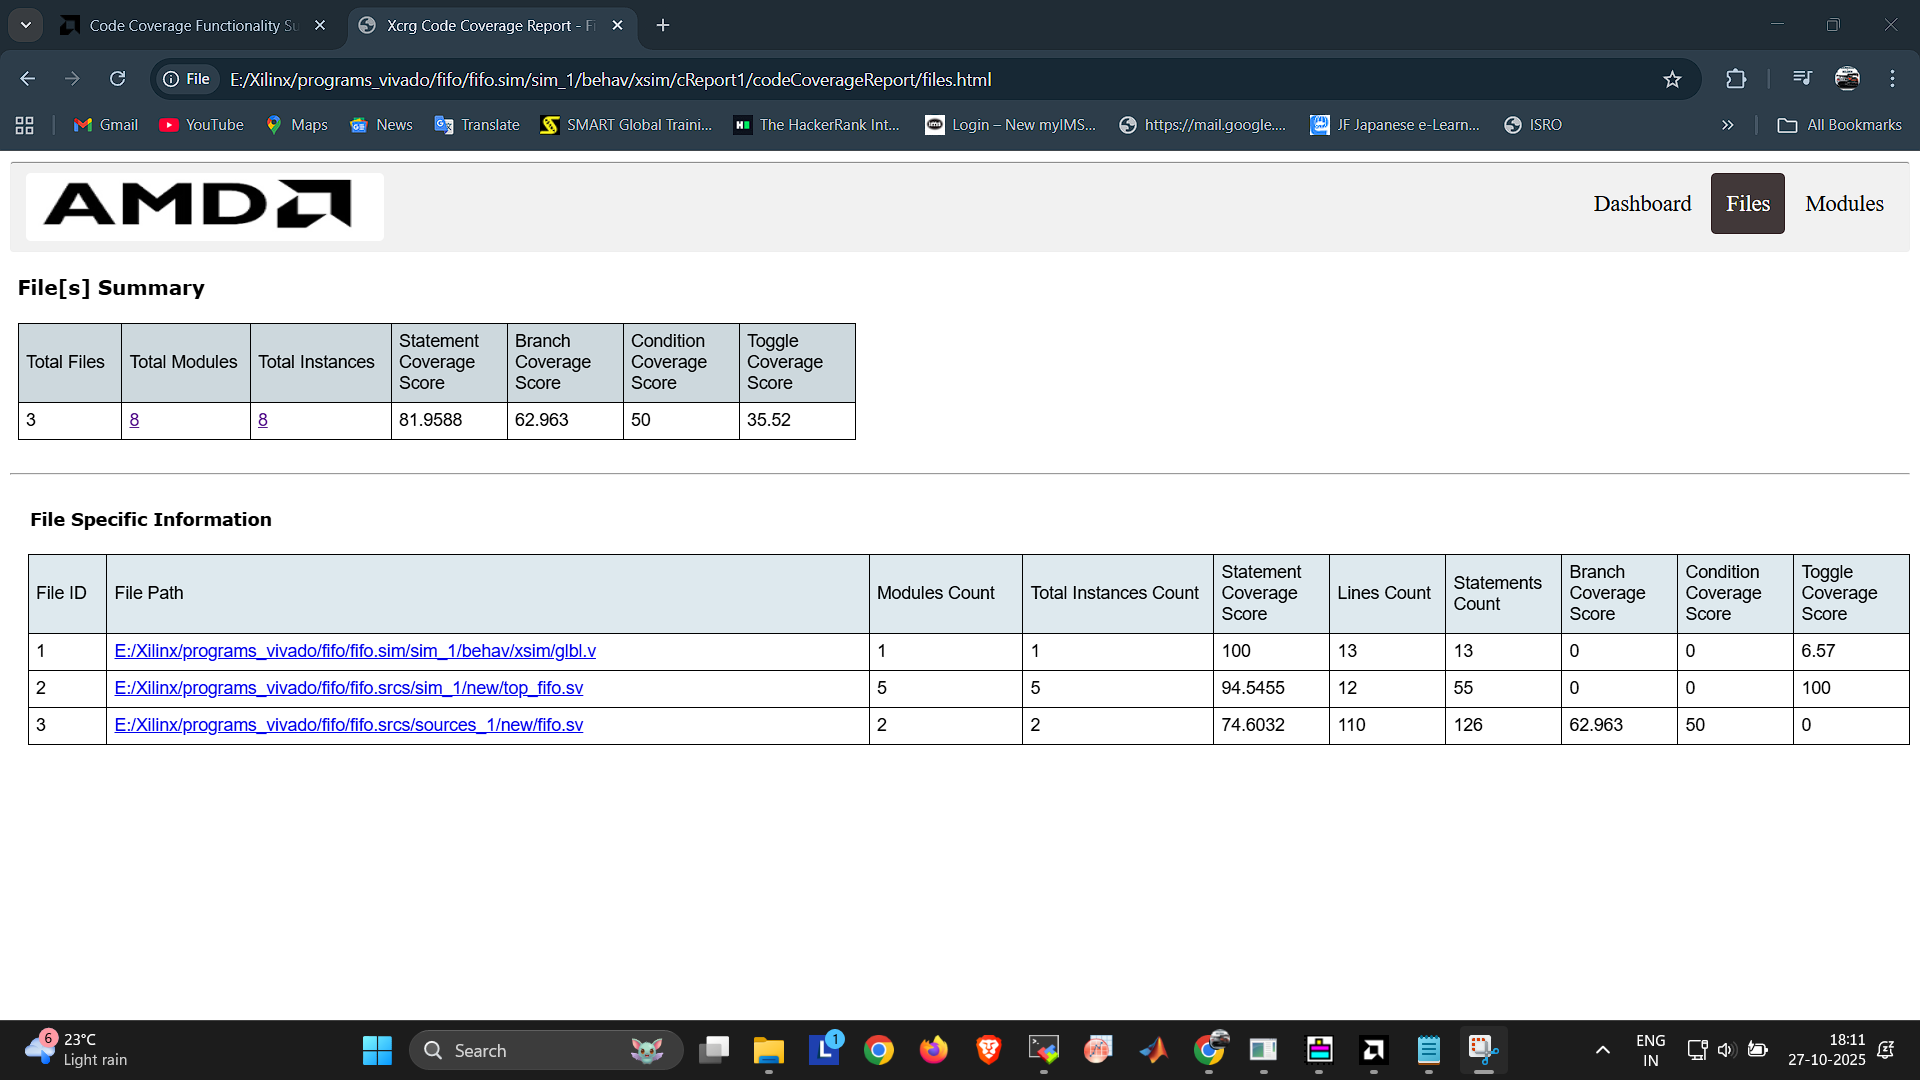 Code Coverage Functionality Su
Xcrg Code Coverage Report - Fi
File
E:/Xilinx/programs_vivado/fifo/fifo.sim/sim_1/behav/xsim/cReport1/codeCoverageReport/files.html
Gmail
YouTube
Maps
News
Translate
SMART Global Traini...
The HackerRank Int...
Login – New myIMS...
https://mail.google....
JF Japanese e-Learn...
ISRO
All Bookmarks
AMD
Dashboard
Files
Modules
File[s] Summary
Total Files Total Modules Total Instances Statement Coverage Score Branch Coverage Score Condition Coverage Score Toggle Coverage Score
3 8 8 81.9588 62.963 50 35.52
File Specific Information
File ID File Path Modules Count Total Instances Count Statement Coverage Score Lines Count Statements Count Branch Coverage Score Condition Coverage Score Toggle Coverage Score
1 E:/Xilinx/programs_vivado/fifo/fifo.sim/sim_1/behav/xsim/glbl.v 1 1 100 13 13 0 0 6.57
2 E:/Xilinx/programs_vivado/fifo/fifo.srcs/sim_1/new/top_fifo.sv 5 5 94.5455 12 55 0 0 100
3 E:/Xilinx/programs_vivado/fifo/fifo.srcs/sources_1/new/fifo.sv 2 2 74.6032 110 126 62.963 50 0
6
23°C
Light rain
Search
L
1
ENG
IN
18:11
27-10-2025